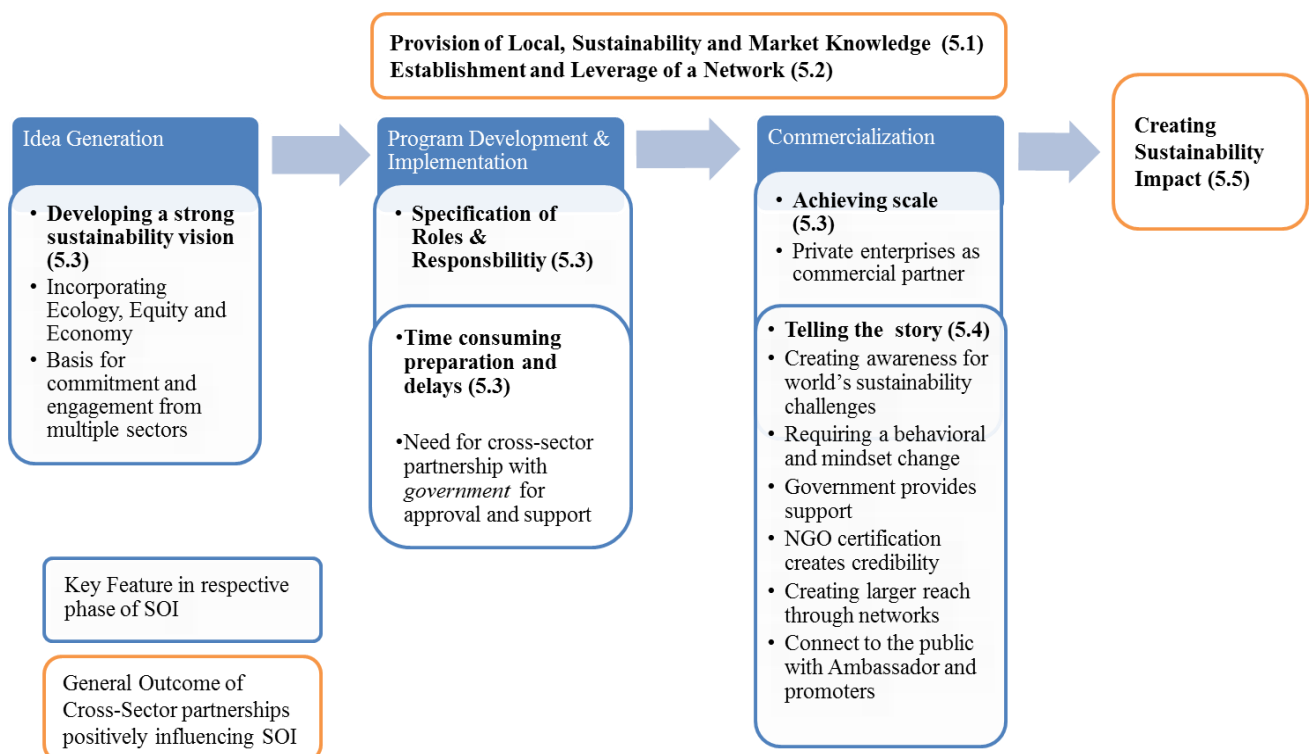 Provision of Local, Sustainability and Market Knowledge (5.1)
Establishment and Leverage of a Network (5.2)
Idea Generation
• Developing a strong
sustainability vision
(5.3)
• Incorporating
Ecology, Equity and
Economy
• Basis for
commitment and
engagement from
multiple sectors
Program Development &
Implementation
• Specification of
Roles &
Responsbilitiy (5.3)
•Time consuming
preparation and
delays (5.3)
•Need for cross-sector
partnership with
government for
approval and support
Commercialization
• Achieving scale
(5.3)
• Private enterprises as
commercial partner
• Telling the story (5.4)
• Creating awareness for
world’s sustainability
challenges
• Requiring a behavioral
and mindset change
• Government provides
support
• NGO certification
creates credibility
• Creating larger reach
through networks
• Connect to the public
with Ambassador and
promoters
Creating
Sustainability
Impact (5.5)
Key Feature in respective
phase of SOI
General Outcome of
Cross-Sector partnerships
positively influencing SOI